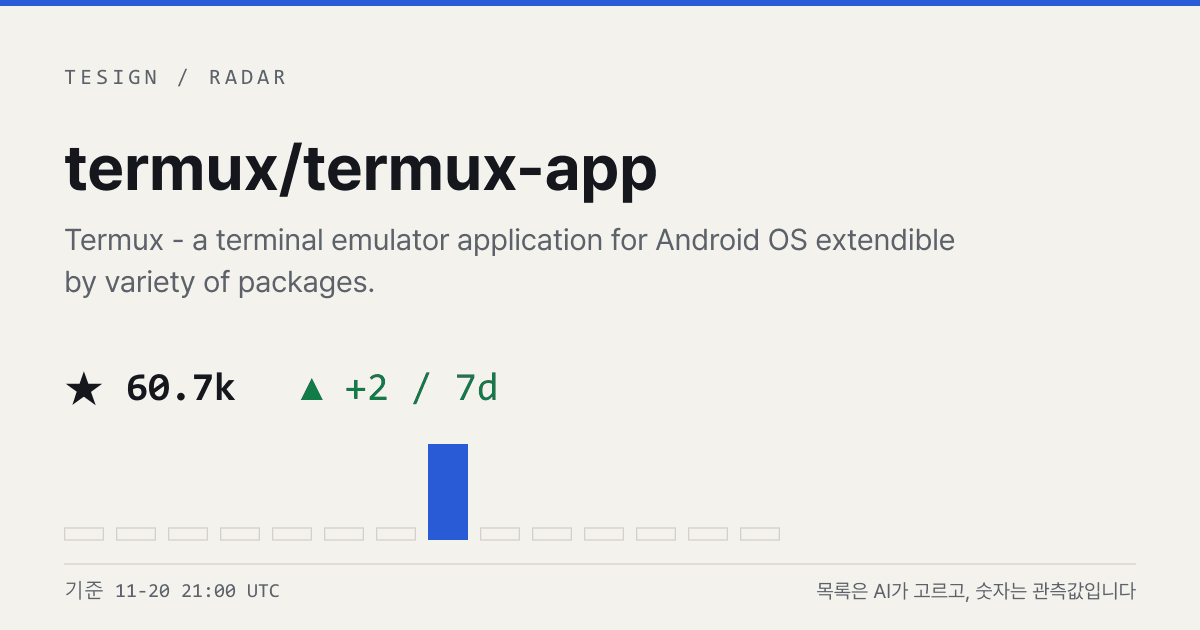 TESIGN / RADAR
termux/termux-app
Termux - a terminal emulator application for Android OS extendible
by variety of packages.
★ 60.7k ▲ +2 / 7d
기준 11-20 21:00 UTC
목록은 AI가 고르고, 숫자는 관측값입니다